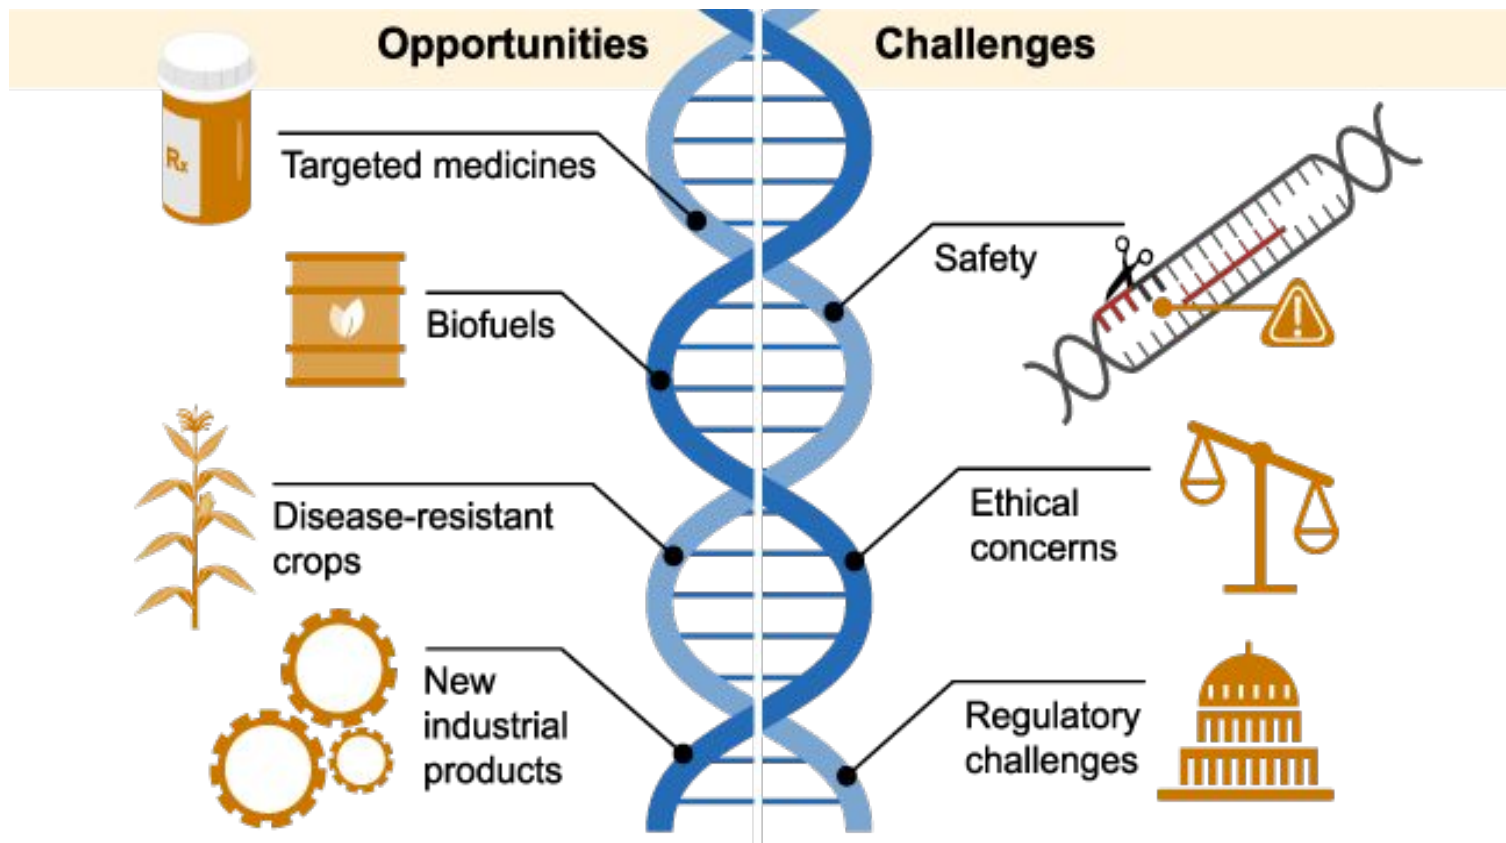 Opportunities
Challenges
Rx
Targeted medicines
Safety
Biofuels
Disease-resistant
crops
Ethical
concerns
New
industrial
products
Regulatory
challenges